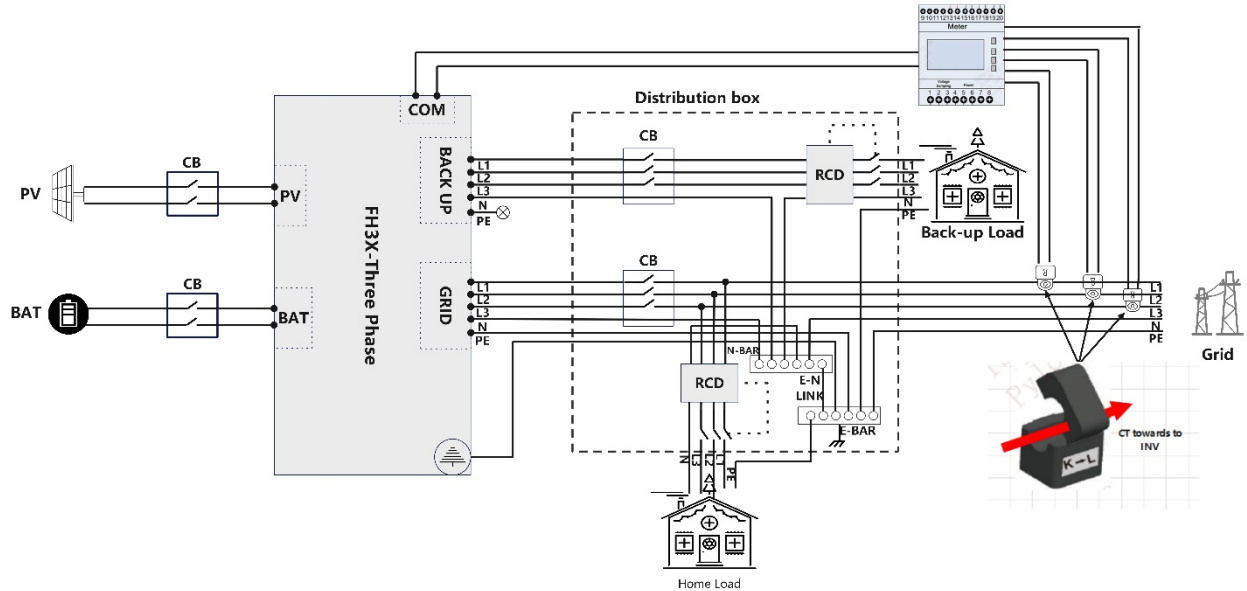 9 10 11 12 13 14 15 16 17 18 19 20
Meter
Voltage
Sampling
Power
1 2 3 4 5 6 7 8
COM
Distribution box
CB
BACK UP
L1
L2
L3
N
PE
RCD
L1
L2
L3
N
PE
Back-up Load
PV
CB
PV
FH3X-Three Phase
BAT
CB
BAT
GRID
L1
L2
L3
N
PE
CB
L1
L2
L3
N
PE
Grid
N-BAR
E-N
LINK
E-BAR
RCD
N
L3
L2
L1
PE
Home Load
CT towards to
INV
K→L